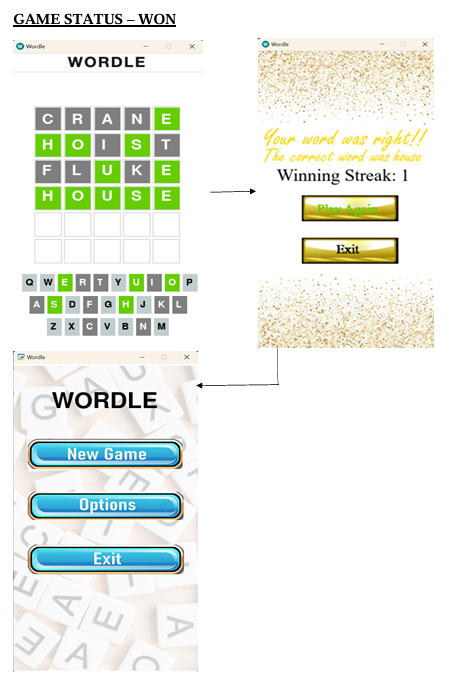 GAME STATUS – WON
Wordle
WORDLE
C R A N E
H O I S T
F L U K E
H O U S E
Q W E R T Y U I O P
A S D F G H J K L
Z X C V B N M
Wordle
Your word was right!!
The correct word was house
Winning Streak: 1
Play Again
Exit
Wordle
WORDLE
New Game
Options
Exit